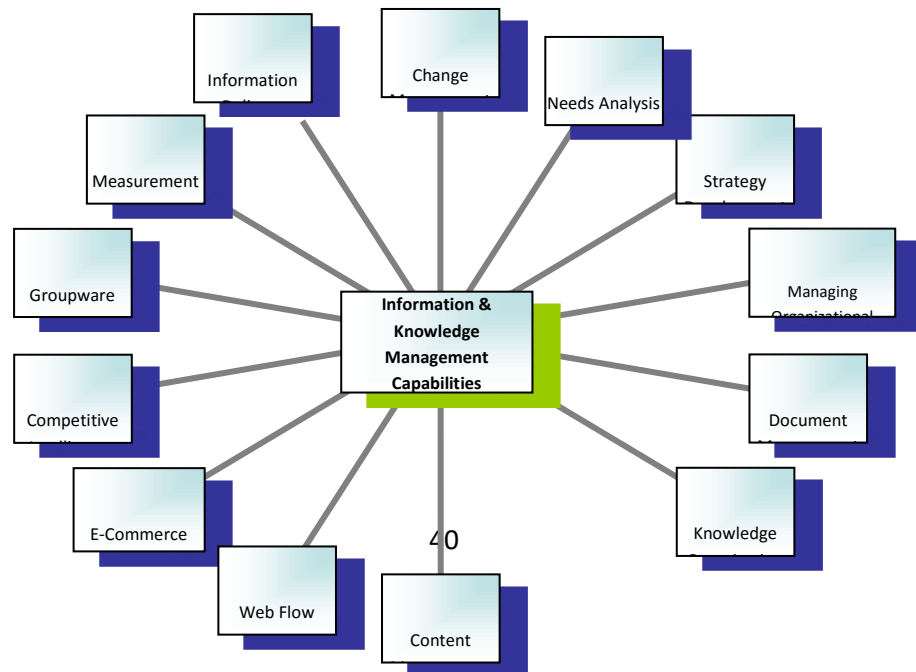 Information
Change
Needs Analysis
Measurement
Strategy
Groupware
Managing
Information &
Knowledge
Management
Capabilities
Competitive
Document
E-Commerce
Knowledge
40
Web Flow
Content